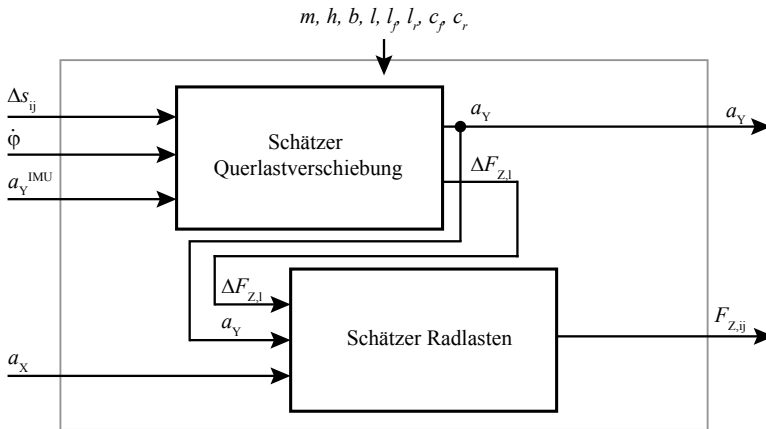 m, h, b, l, l_f, l_r, c_f, c_r
Δs_ij
φ̇
a_Y^IMU
Schätzer
Querlastverschiebung
a_Y
a_Y
ΔF_Z,l
ΔF_Z,l
a_Y
Schätzer Radlasten
F_Z,ij
a_X